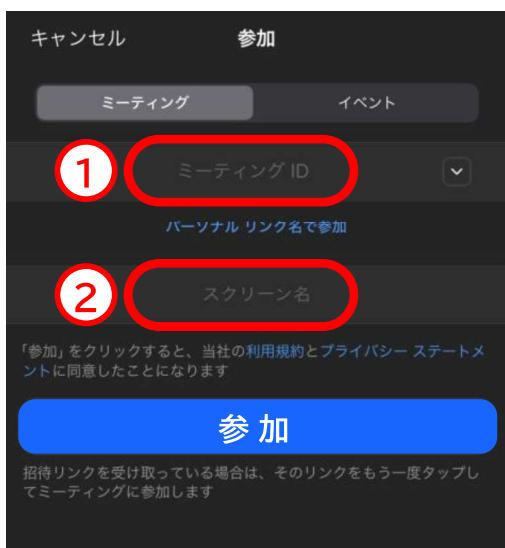 キャンセル 参加
ミーティング イベント
1 ミーティング ID
パーソナル リンク名で参加
2 スクリーン名
「参加」をクリックすると、当社の利用規約とプライバシー ステートメ
ントに同意したことになります
参加
招待リンクを受け取っている場合は、そのリンクをもう一度タップし
てミーティングに参加します